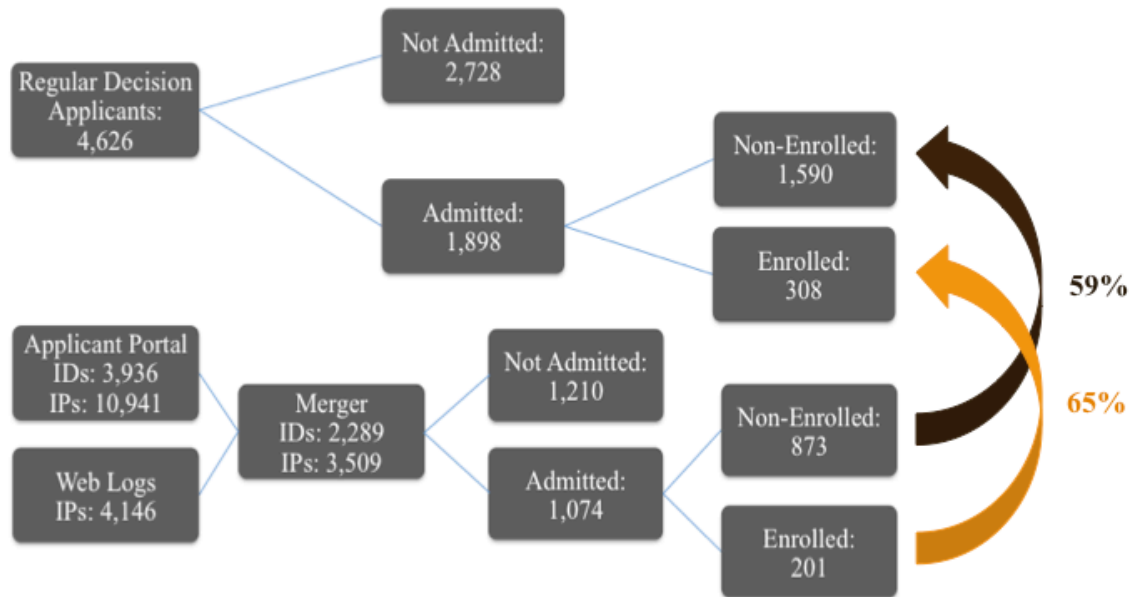 Regular Decision
Applicants:
4,626
Not Admitted:
2,728
Admitted:
1,898
Non-Enrolled:
1,590
Enrolled:
308
59%
Applicant Portal
IDs: 3,936
IPs: 10,941
Web Logs
IPs: 4,146
Merger
IDs: 2,289
IPs: 3,509
Not Admitted:
1,210
Admitted:
1,074
Non-Enrolled:
873
Enrolled:
201
65%